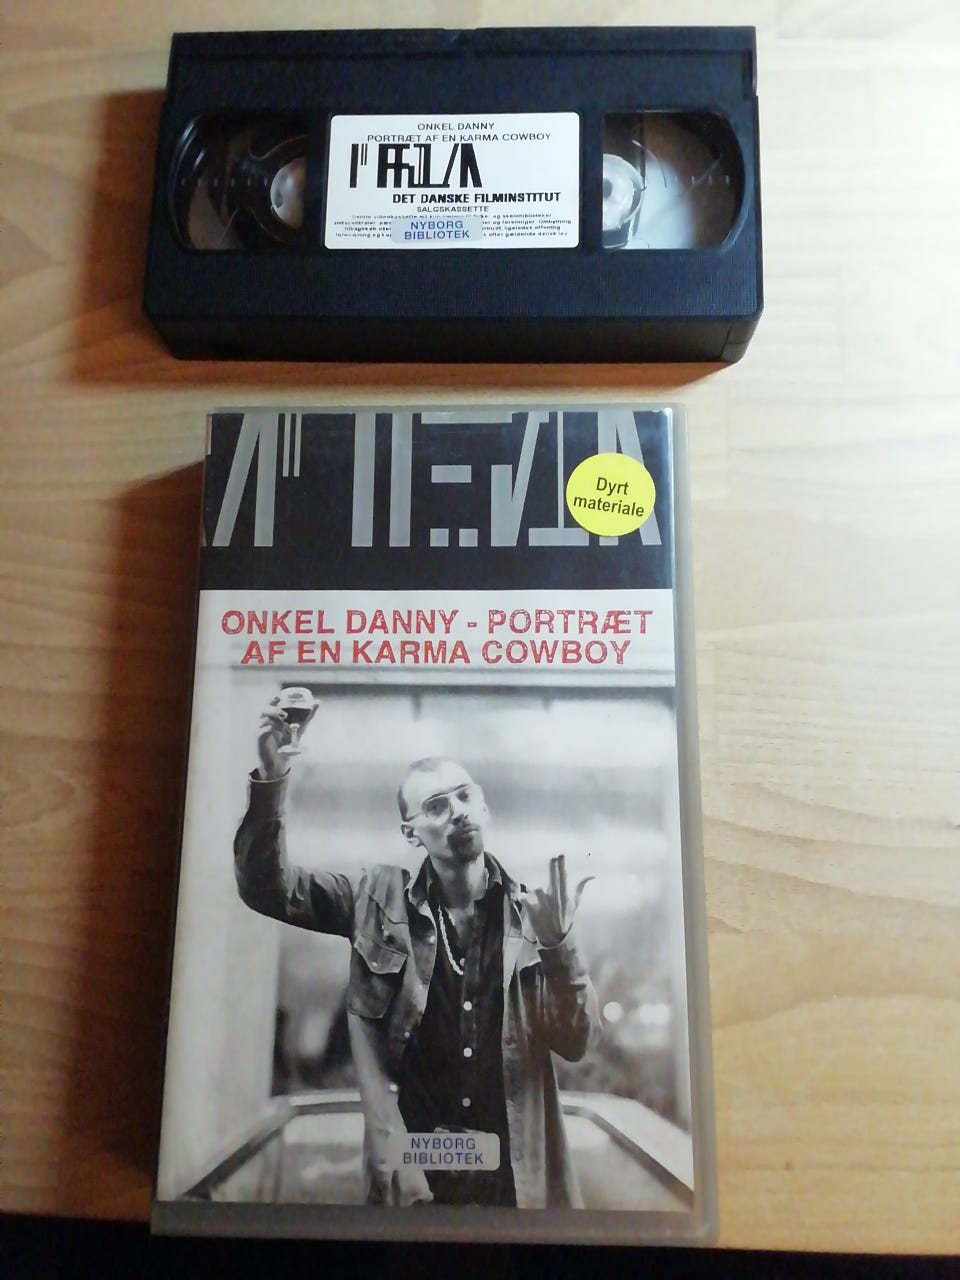 ONKEL DANNY
PORTRÆT AF EN KARMA COWBOY
DET DANSKE FILMINSTITUT
SALGSKASSETTE
NYBORG
BIBLIOTEK
Dyrt
materiale
ONKEL DANNY - PORTRÆT
AF EN KARMA COWBOY
NYBORG
BIBLIOTEK